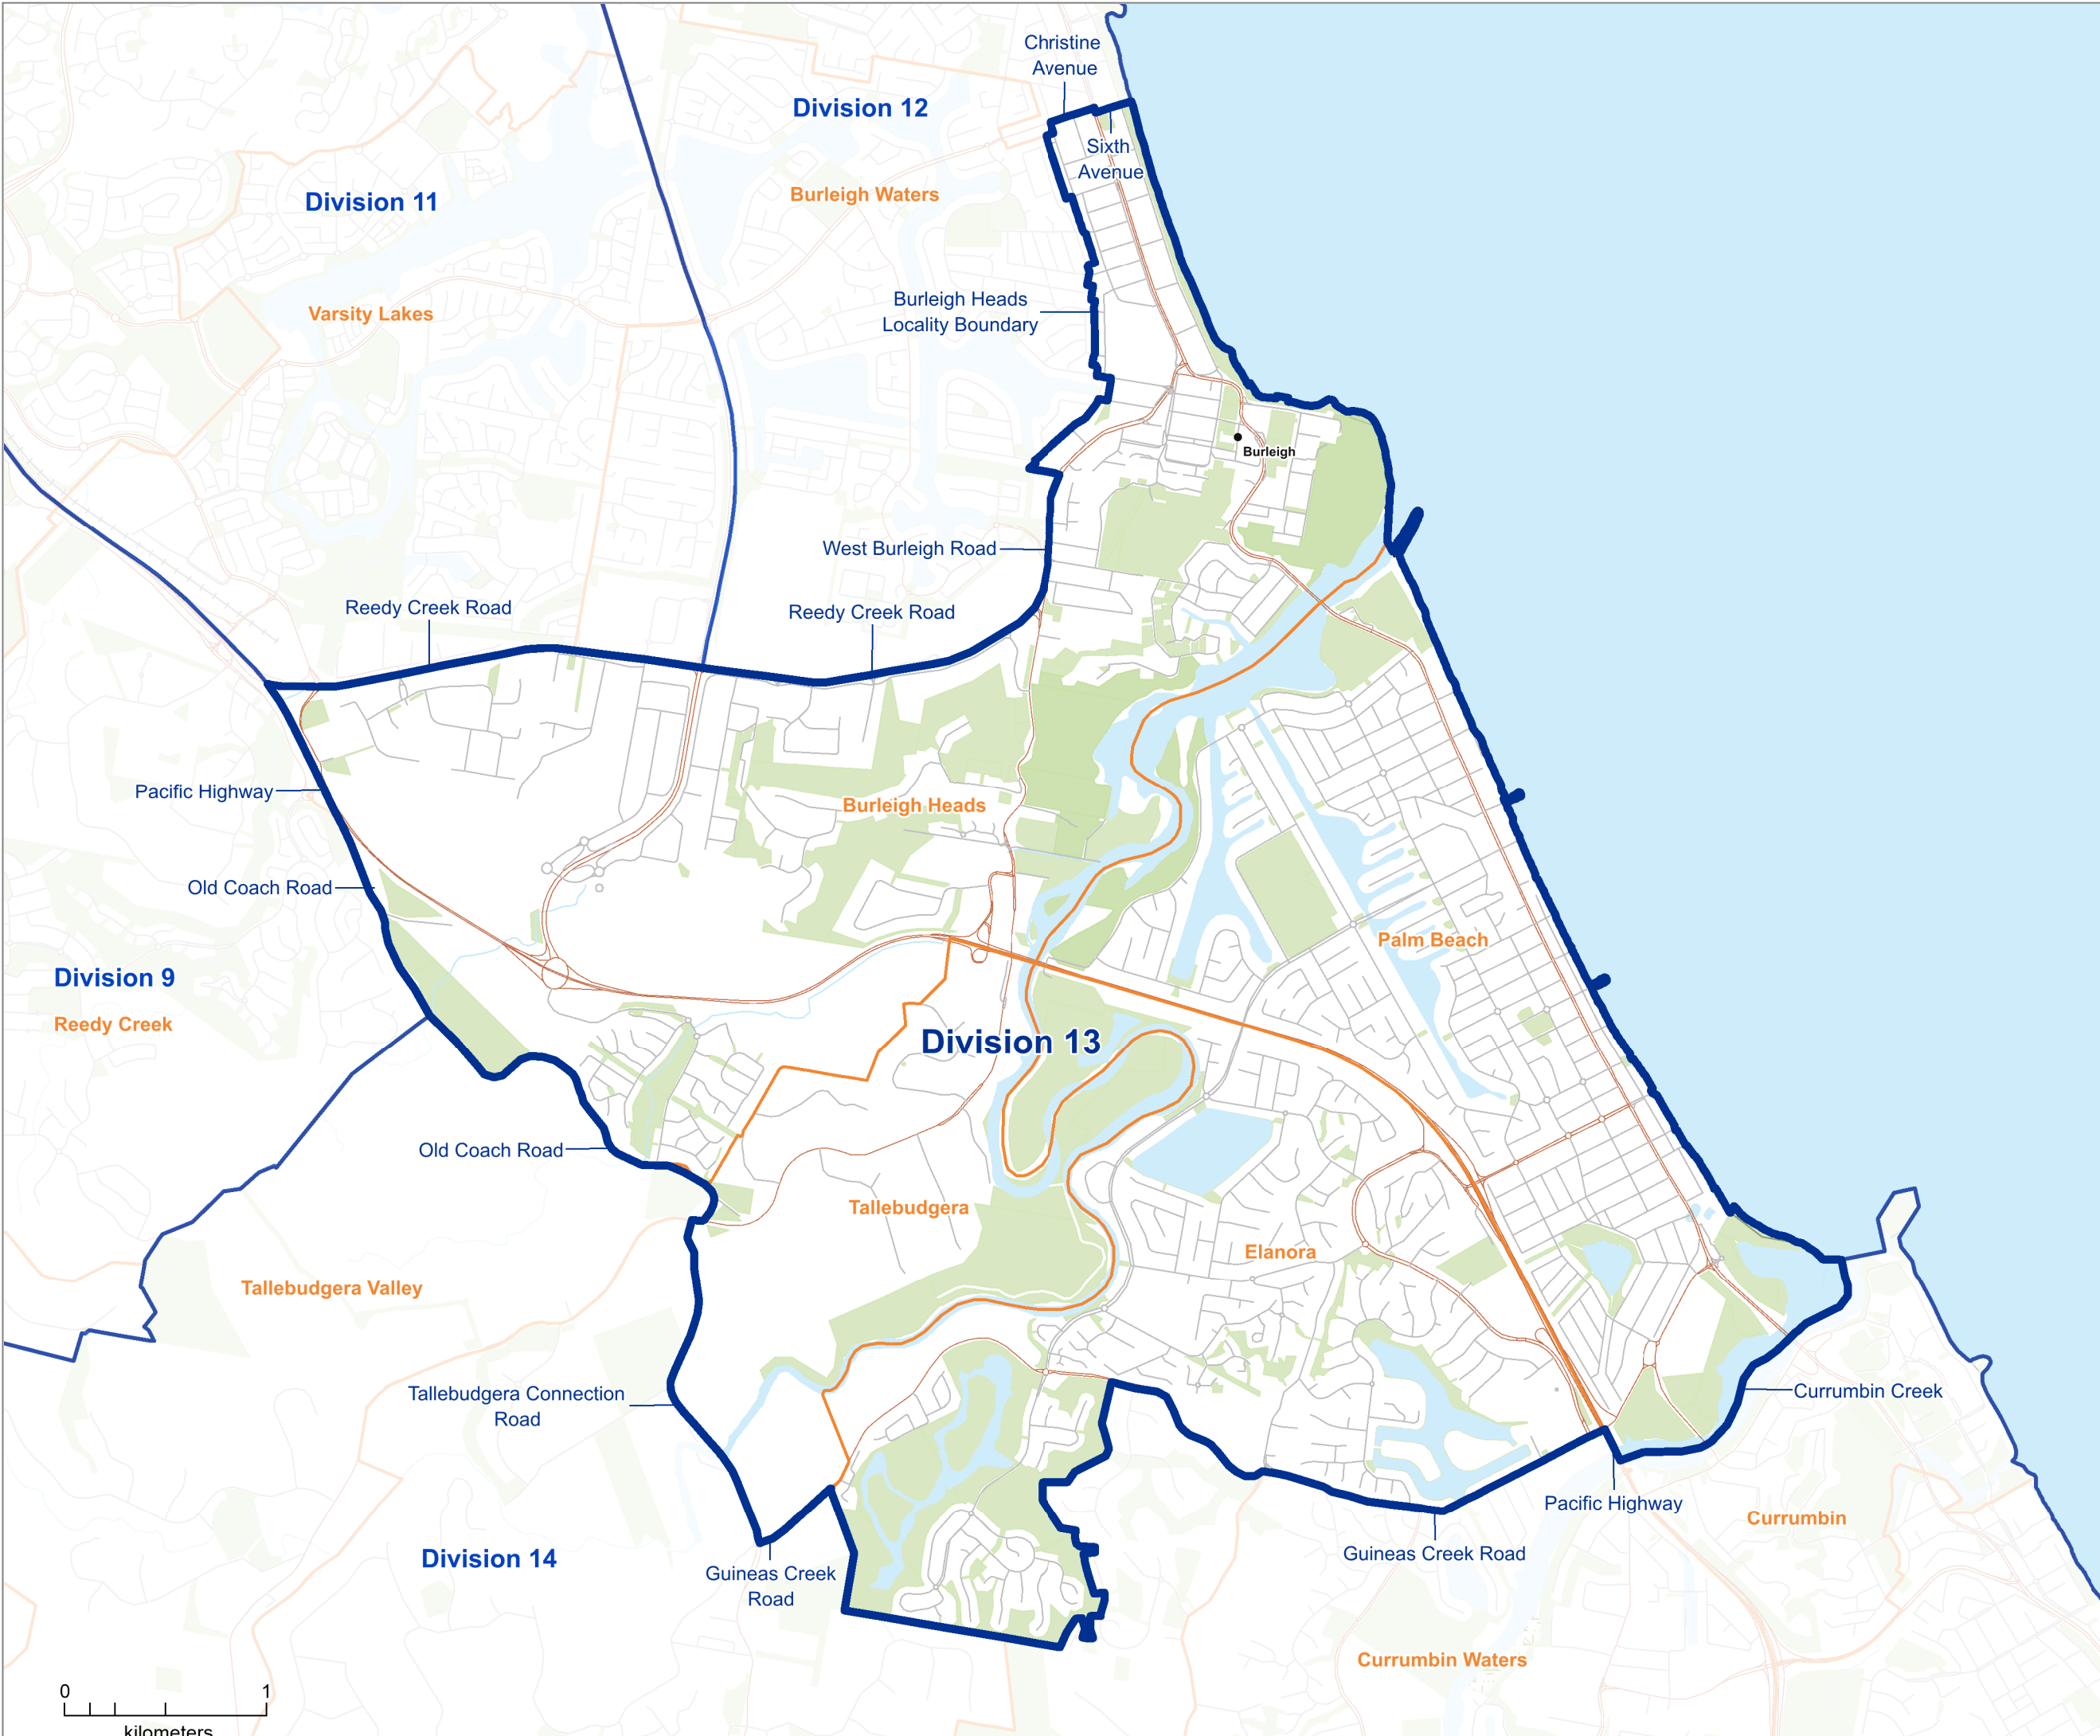 Christine
Avenue
Division 12
Sixth
Avenue
Burleigh Waters
Division 11
Burleigh Heads
Locality Boundary
Varsity Lakes
Burleigh
West Burleigh Road
Reedy Creek Road
Reedy Creek Road
Pacific Highway
Burleigh Heads
Old Coach Road
Palm Beach
Division 9
Reedy Creek
Division 13
Old Coach Road
Tallebudgera
Elanora
Tallebudgera Valley
Tallebudgera Connection
Road
Currumbin Creek
Pacific Highway
Currumbin
Guineas Creek Road
Division 14
Guineas Creek
Road
Currumbin Waters
0 1
kilometers